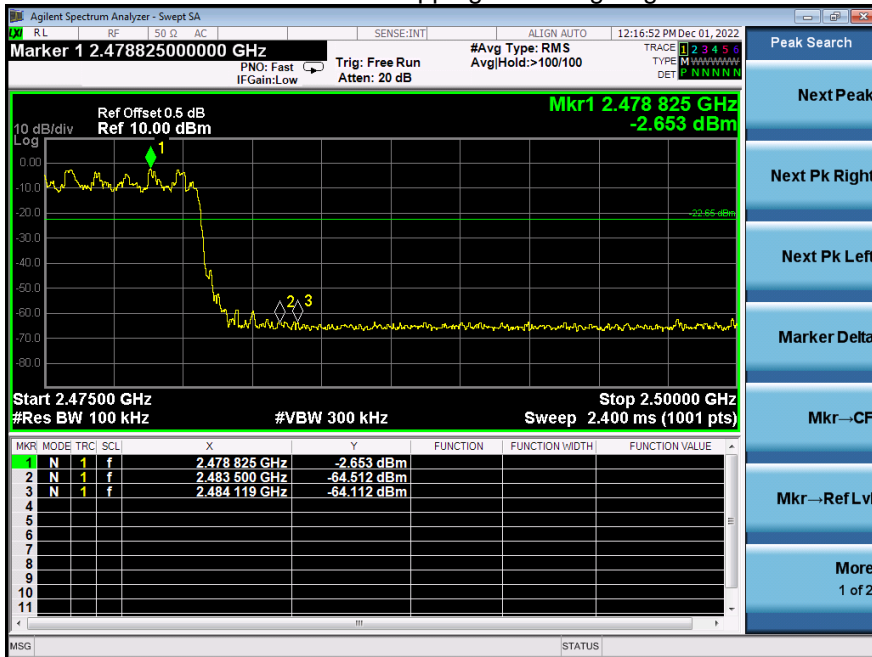 Agilent Spectrum Analyzer - Swept SA
LXI RL RF 50 Ω AC SENSE:INT ALIGN AUTO 12:16:52 PM Dec 01, 2022
Marker 1 2.478825000000 GHz
PNO: Fast
IFGain:Low
Trig: Free Run
Atten: 20 dB
#Avg Type: RMS
Avg|Hold:>100/100
TRACE 1 2 3 4 5 6
TYPE M WWWWW
DET P N N N N N
Peak Search
Next Peak
Next Pk Right
Next Pk Left
Marker Delta
Mkr→CF
Mkr→Ref Lvl
More
1 of 2
Mkr1 2.478 825 GHz
-2.653 dBm
Ref Offset 0.5 dB
10 dB/div Ref 10.00 dBm
Log
1
0.00
-10.0
-20.0
-22.65 dBm
-30.0
-40.0
-50.0
2 3
-60.0
-70.0
-80.0
Start 2.47500 GHz Stop 2.50000 GHz
#Res BW 100 kHz #VBW 300 kHz Sweep 2.400 ms (1001 pts)
MKR MODE TRC SCL X Y FUNCTION FUNCTION WIDTH FUNCTION VALUE
1 N 1 f 2.478 825 GHz -2.653 dBm
2 N 1 f 2.483 500 GHz -64.512 dBm
3 N 1 f 2.484 119 GHz -64.112 dBm
4
5
6
7
8
9
10
11
MSG STATUS